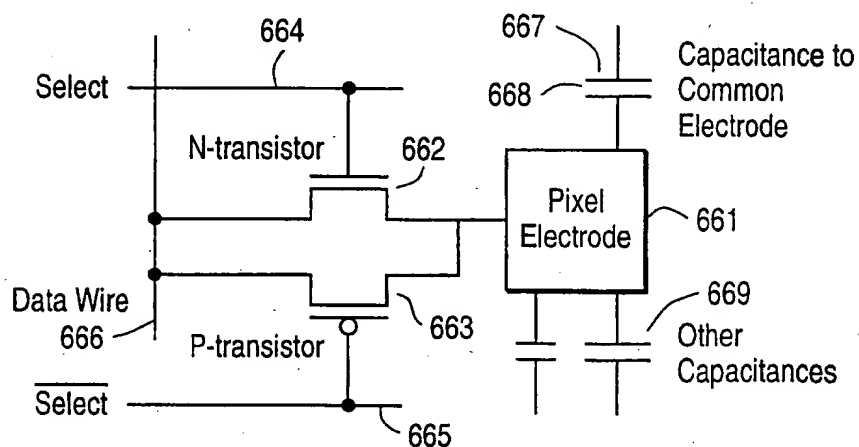 664
667
Select
668
Capacitance to
Common
Electrode
N-transistor
662
Pixel
Electrode
661
Data Wire
666
663
669
P-transistor
Other
Capacitances
Select
665